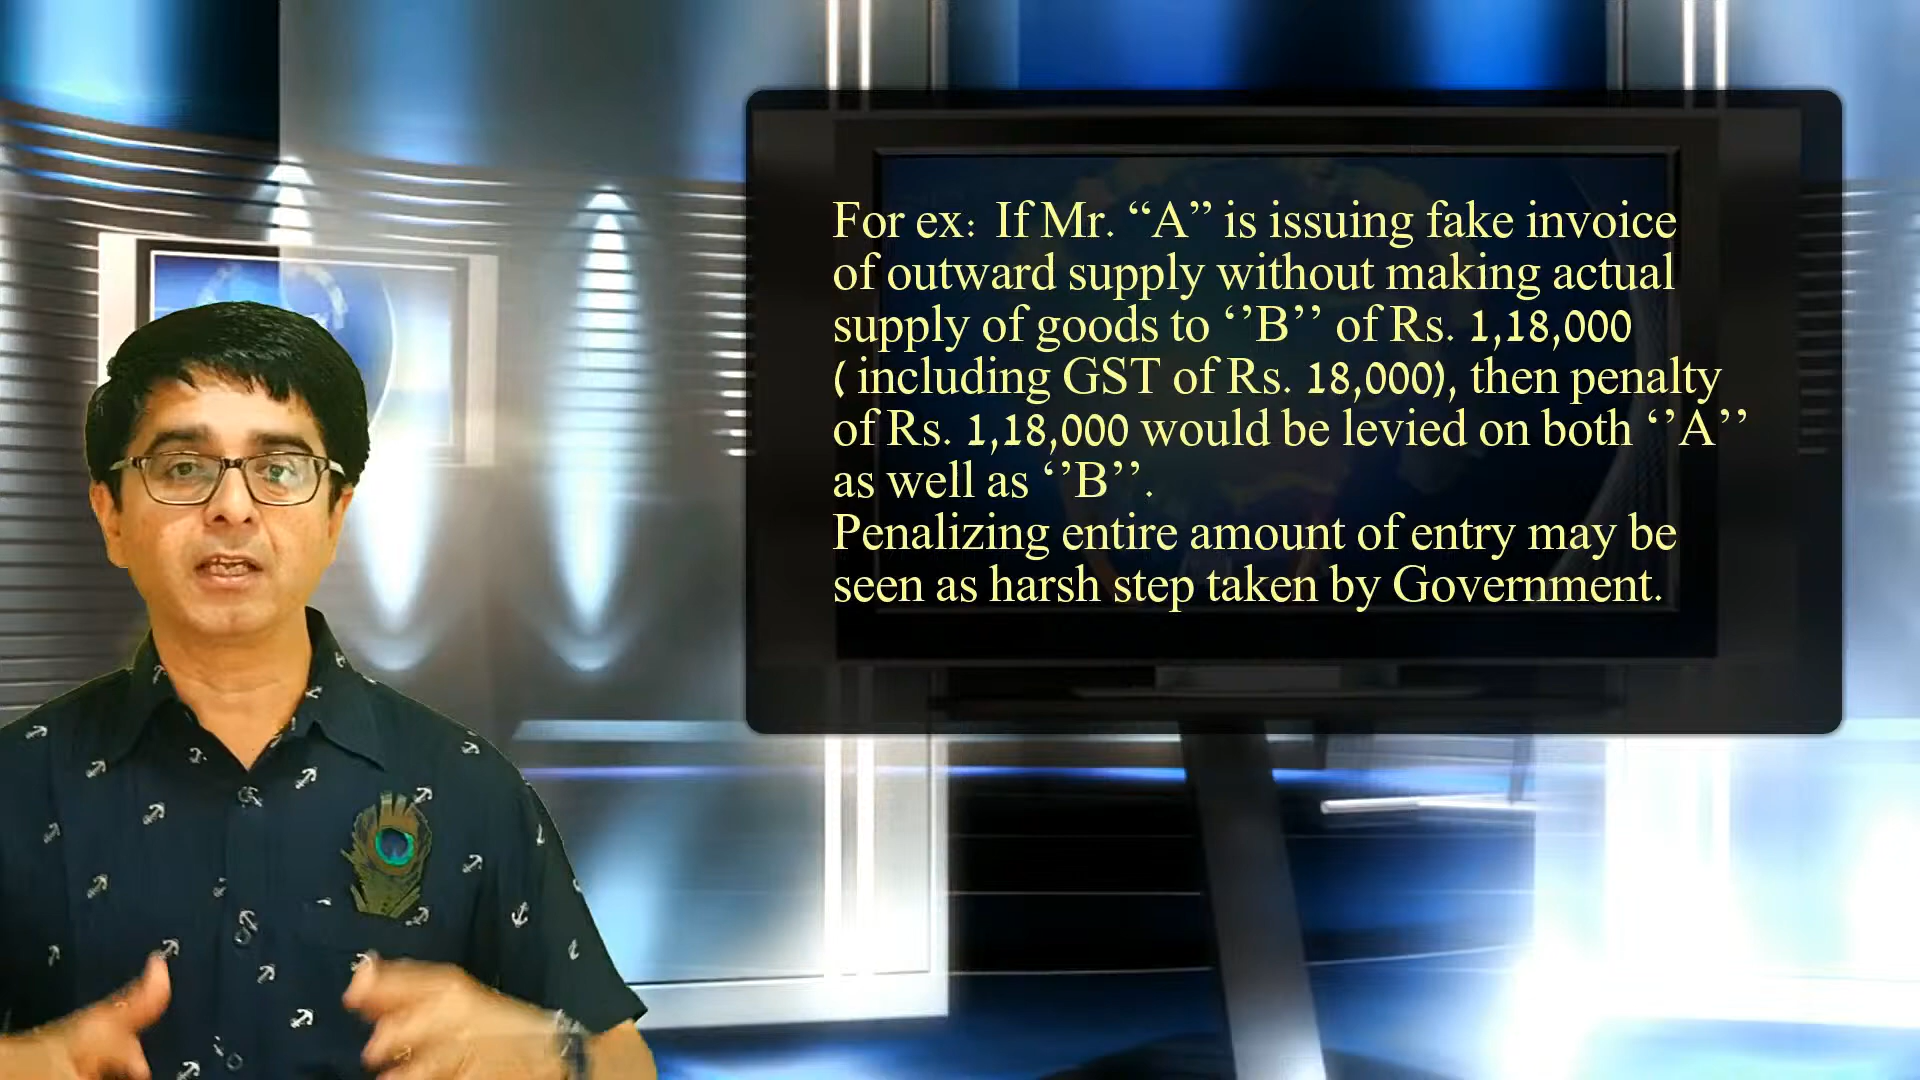 For ex: If Mr. “A” is issuing fake invoice
of outward supply without making actual
supply of goods to ‘’B’’ of Rs. 1,18,000
( including GST of Rs. 18,000), then penalty
of Rs. 1,18,000 would be levied on both ‘’A’’
as well as ‘’B’’.
Penalizing entire amount of entry may be
seen as harsh step taken by Government.